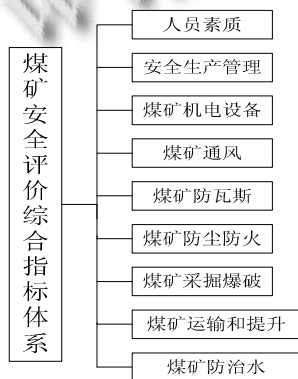 煤矿安全评价综合指标体系
人员素质
安全生产管理
煤矿机电设备
煤矿通风
煤矿防瓦斯
煤矿防尘防火
煤矿采掘爆破
煤矿运输和提升
煤矿防治水